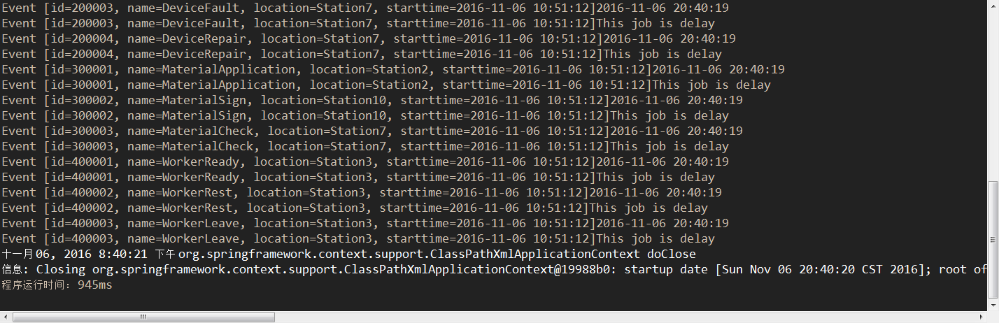 Event [id=200003, name=DeviceFault, location=Station7, starttime=2016-11-06 10:51:12]2016-11-06 20:40:19
Event [id=200003, name=DeviceFault, location=Station7, starttime=2016-11-06 10:51:12]This job is delay
Event [id=200004, name=DeviceRepair, location=Station7, starttime=2016-11-06 10:51:12]2016-11-06 20:40:19
Event [id=200004, name=DeviceRepair, location=Station7, starttime=2016-11-06 10:51:12]This job is delay
Event [id=300001, name=MaterialApplication, location=Station2, starttime=2016-11-06 10:51:12]2016-11-06 20:40:19
Event [id=300001, name=MaterialApplication, location=Station2, starttime=2016-11-06 10:51:12]This job is delay
Event [id=300002, name=MaterialSign, location=Station10, starttime=2016-11-06 10:51:12]2016-11-06 20:40:19
Event [id=300002, name=MaterialSign, location=Station10, starttime=2016-11-06 10:51:12]This job is delay
Event [id=300003, name=MaterialCheck, location=Station7, starttime=2016-11-06 10:51:12]2016-11-06 20:40:19
Event [id=300003, name=MaterialCheck, location=Station7, starttime=2016-11-06 10:51:12]This job is delay
Event [id=400001, name=WorkerReady, location=Station3, starttime=2016-11-06 10:51:12]2016-11-06 20:40:19
Event [id=400001, name=WorkerReady, location=Station3, starttime=2016-11-06 10:51:12]This job is delay
Event [id=400002, name=WorkerRest, location=Station3, starttime=2016-11-06 10:51:12]2016-11-06 20:40:19
Event [id=400002, name=WorkerRest, location=Station3, starttime=2016-11-06 10:51:12]This job is delay
Event [id=400003, name=WorkerLeave, location=Station3, starttime=2016-11-06 10:51:12]2016-11-06 20:40:19
Event [id=400003, name=WorkerLeave, location=Station3, starttime=2016-11-06 10:51:12]This job is delay
十一月 06, 2016 8:40:21 下午 org.springframework.context.support.ClassPathXmlApplicationContext doClose
信息: Closing org.springframework.context.support.ClassPathXmlApplicationContext@19988b0: startup date [Sun Nov 06 20:40:20 CST 2016]; root of
程序运行时间: 945ms